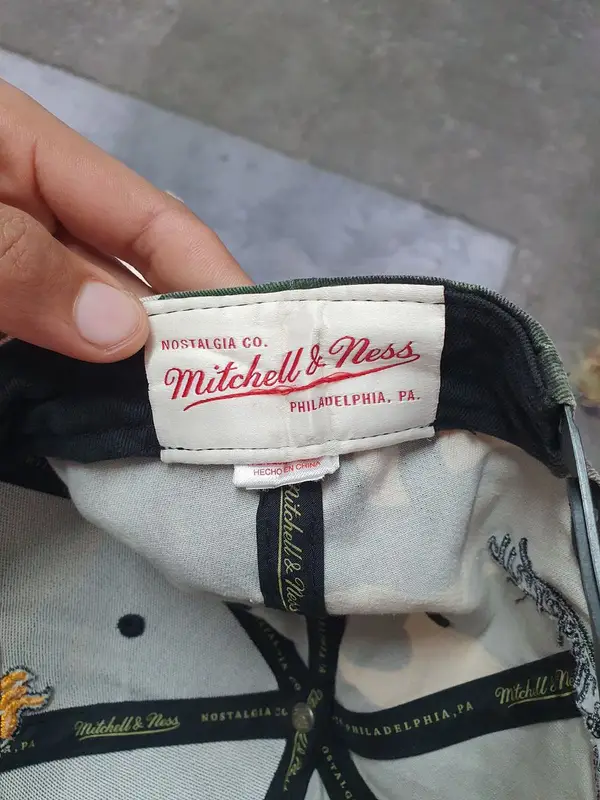 NOSTALGIA CO.
Mitchell & Ness
PHILADELPHIA, PA.
HECHO EN CHINA
Mitchell & Ness
, PA
Mitchell & Ness
NOSTALGIA CO
PHILADELPHIA, PA
Mitchell & Ness